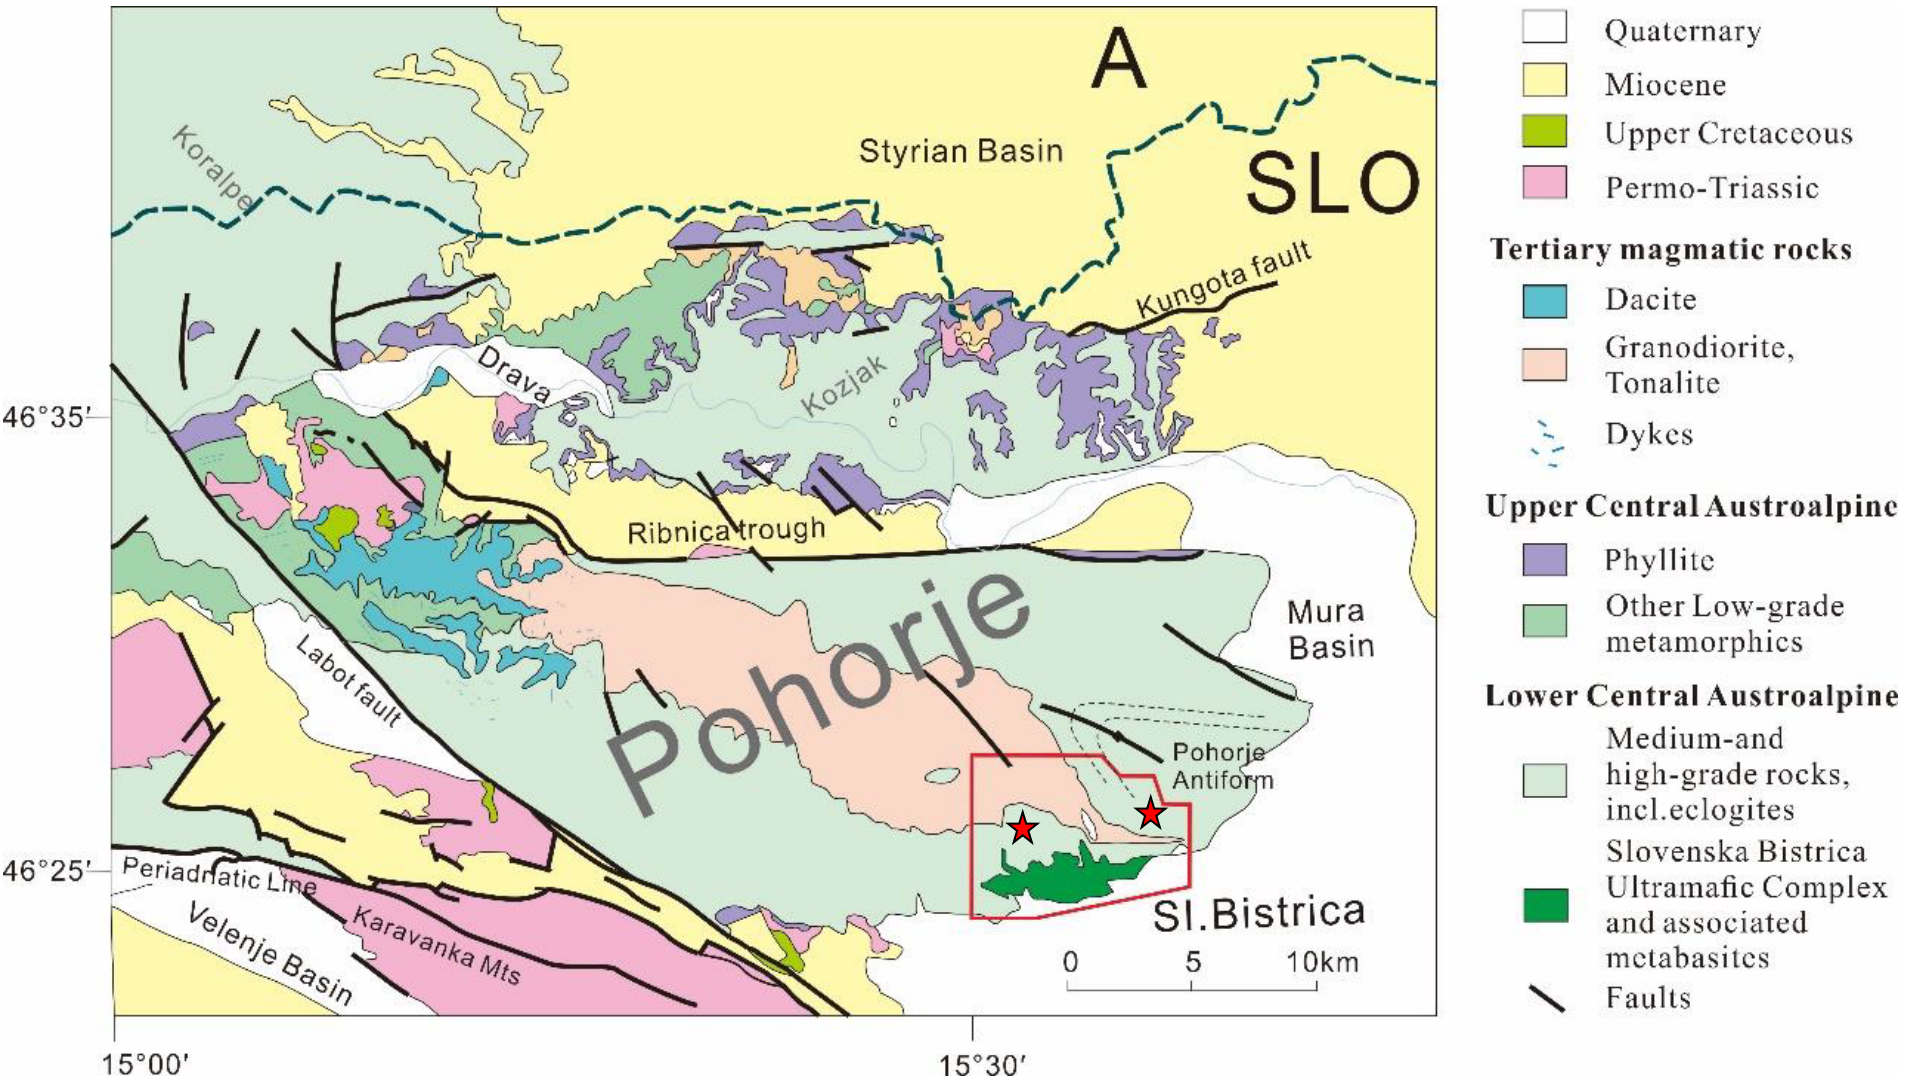 A
SLO
Koralpe
Styrian Basin
Kungota fault
Drava
Kozjak
46°35′
Ribnica trough
Pohorje
Mura
Basin
Labot fault
Pohorje
Antiform
46°25′
Periadriatic Line
Karavanka Mts
Velenje Basin
Sl.Bistrica
0 5 10km
15°00′ 15°30′
Quaternary
Miocene
Upper Cretaceous
Permo-Triassic
Tertiary magmatic rocks
Dacite
Granodiorite,
Tonalite
Dykes
Upper Central Austroalpine
Phyllite
Other Low-grade
metamorphics
Lower Central Austroalpine
Medium-and
high-grade rocks,
incl.eclogites
Slovenska Bistrica
Ultramafic Complex
and associated
metabasites
Faults